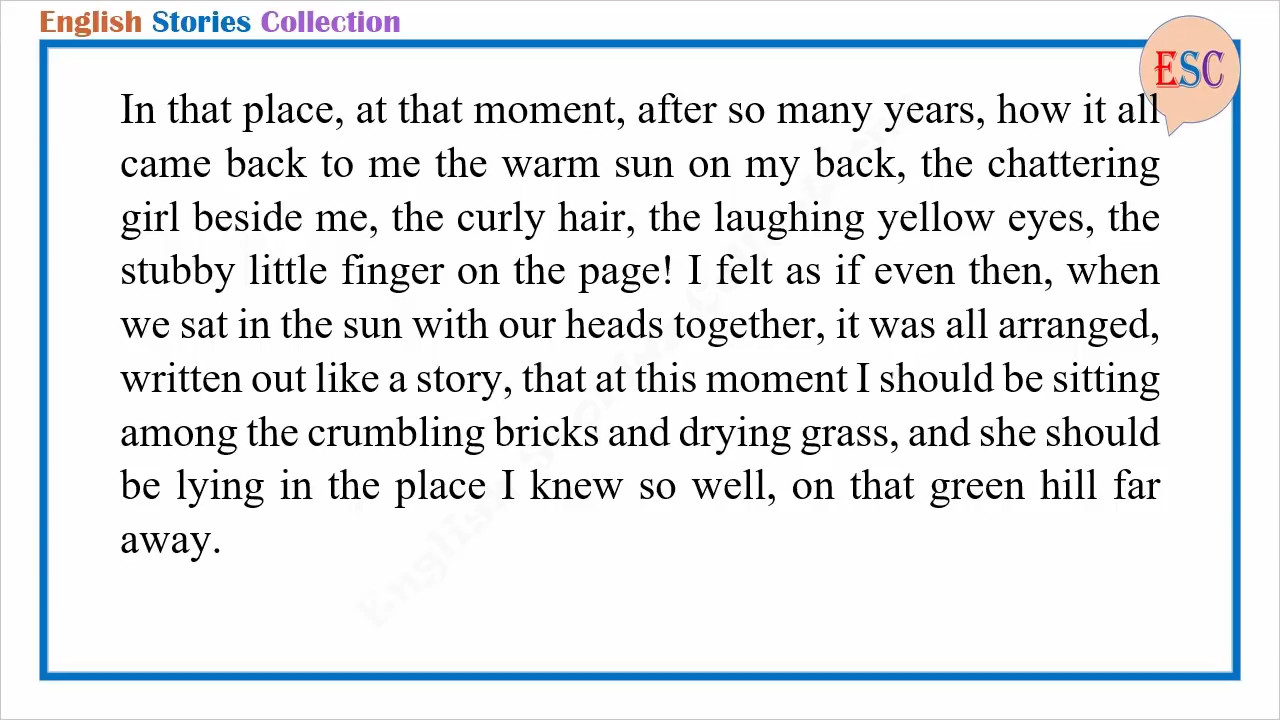 English Stories Collection
ESC
In that place, at that moment, after so many years, how it all
came back to me the warm sun on my back, the chattering
girl beside me, the curly hair, the laughing yellow eyes, the
stubby little finger on the page! I felt as if even then, when
we sat in the sun with our heads together, it was all arranged,
written out like a story, that at this moment I should be sitting
among the crumbling bricks and drying grass, and she should
be lying in the place I knew so well, on that green hill far
away.